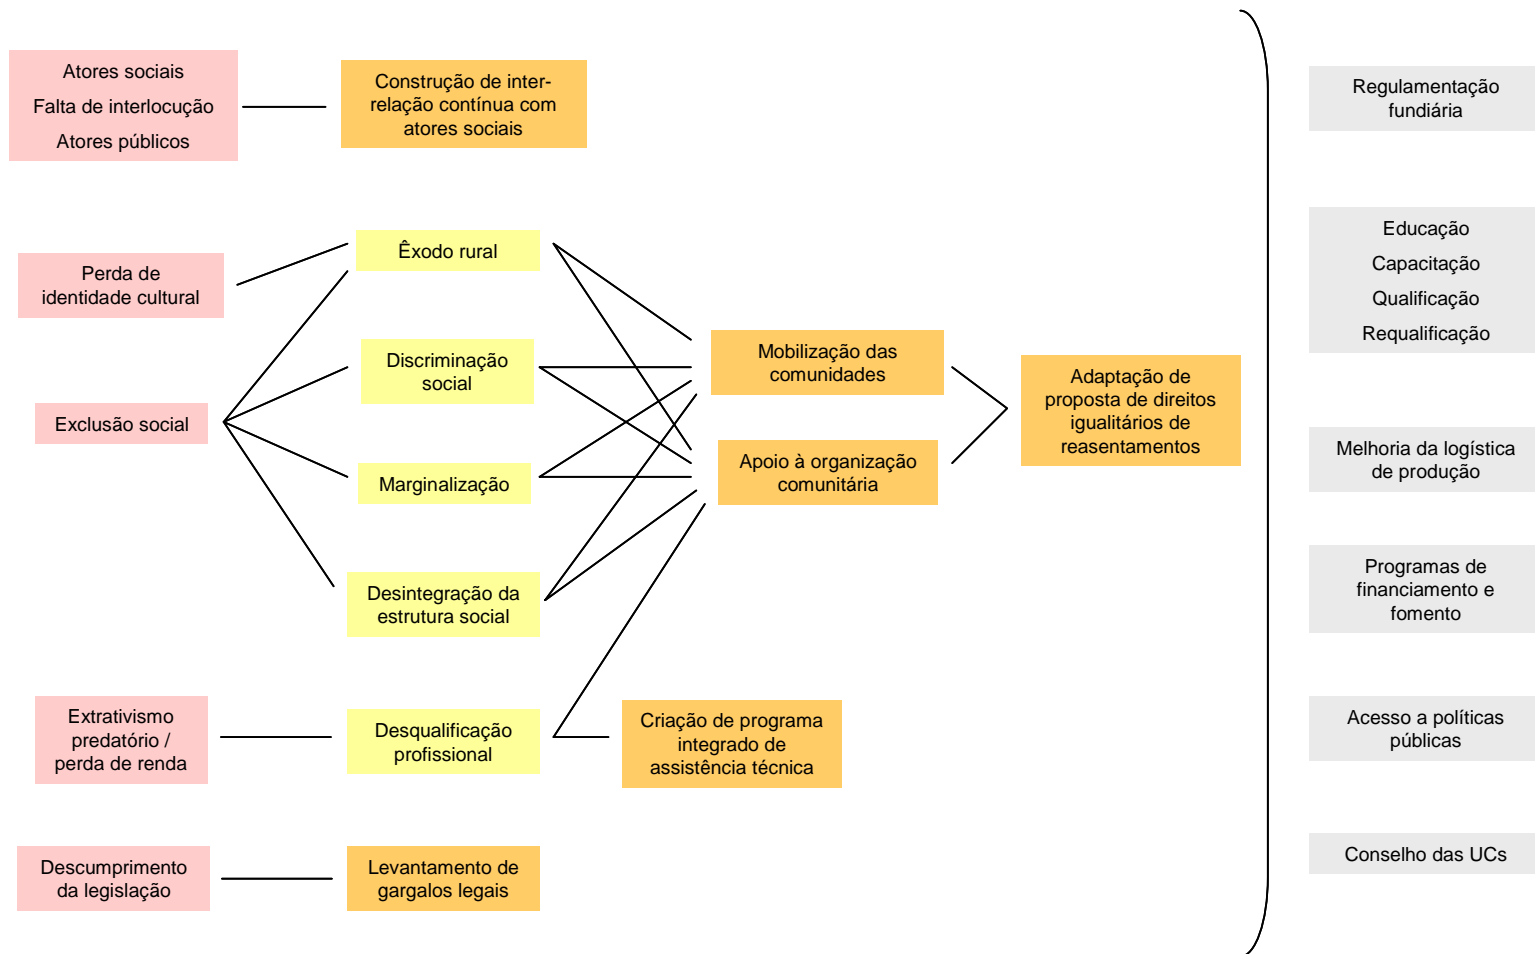 Atores sociais
Falta de interlocução
Atores públicos
Construção de inter-
relação contínua com
atores sociais
Regulamentação
fundiária
Perda de
identidade cultural
Êxodo rural
Educação
Capacitação
Qualificação
Requalificação
Exclusão social
Discriminação
social
Mobilização das
comunidades
Adaptação de
proposta de direitos
igualitários de
reasentamentos
Marginalização
Apoio à organização
comunitária
Melhoria da logística
de produção
Desintegração da
estrutura social
Programas de
financiamento e
fomento
Extrativismo
predatório /
perda de renda
Desqualificação
profissional
Criação de programa
integrado de
assistência técnica
Acesso a políticas
públicas
Descumprimento
da legislação
Levantamento de
gargalos legais
Conselho das UCs